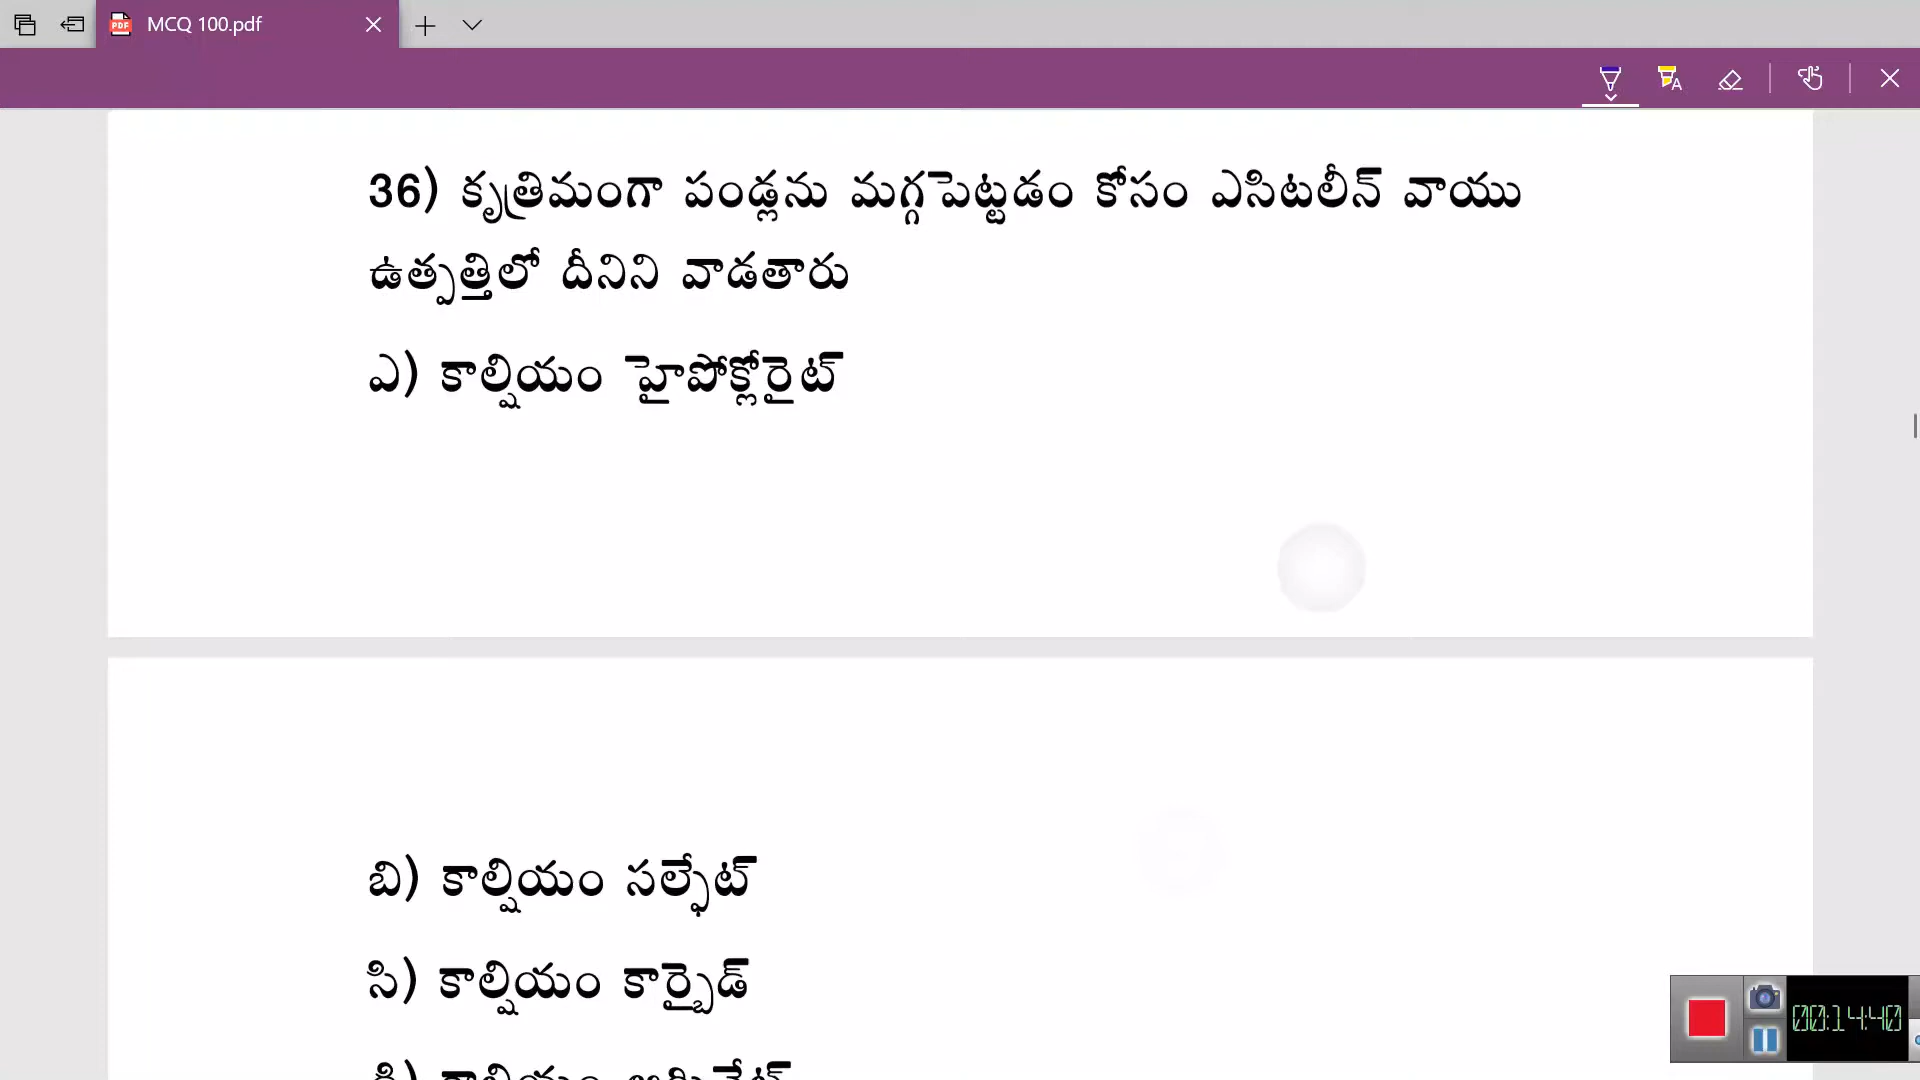 MCQ 100.pdf
36) కృత్రిమంగా పండ్లను మగ్గపెట్టడం కోసం ఎసిటలీన్ వాయు
ఉత్పత్తిలో దీనిని వాడతారు
ఎ) కాల్షియం హైపోక్లోరైట్
బి) కాల్షియం సల్ఫేట్
సి) కాల్షియం కార్బైడ్
00:14:40